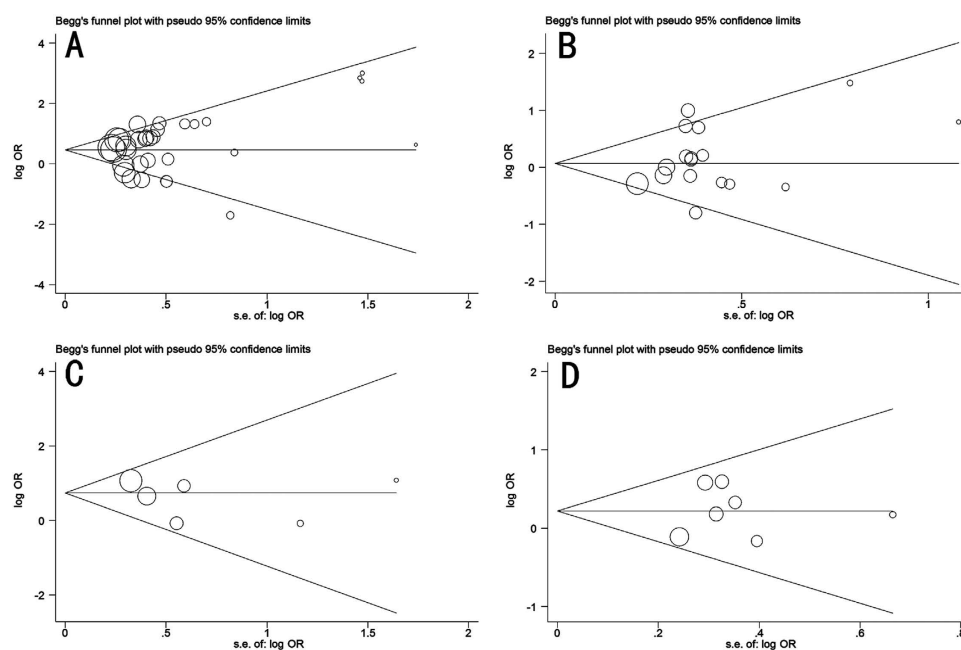 Begg's funnel plot with pseudo 95% confidence limits
A
4
2
0
-2
-4
log OR
0
.5
1
1.5
2
s.e. of: log OR
Begg's funnel plot with pseudo 95% confidence limits
B
2
1
0
-1
-2
log OR
0
.5
1
s.e. of: log OR
Begg's funnel plot with pseudo 95% confidence limits
C
4
2
0
-2
log OR
0
.5
1
1.5
2
s.e. of: log OR
Begg's funnel plot with pseudo 95% confidence limits
D
2
1
0
-1
log OR
0
.2
.4
.6
.8
s.e. of: log OR